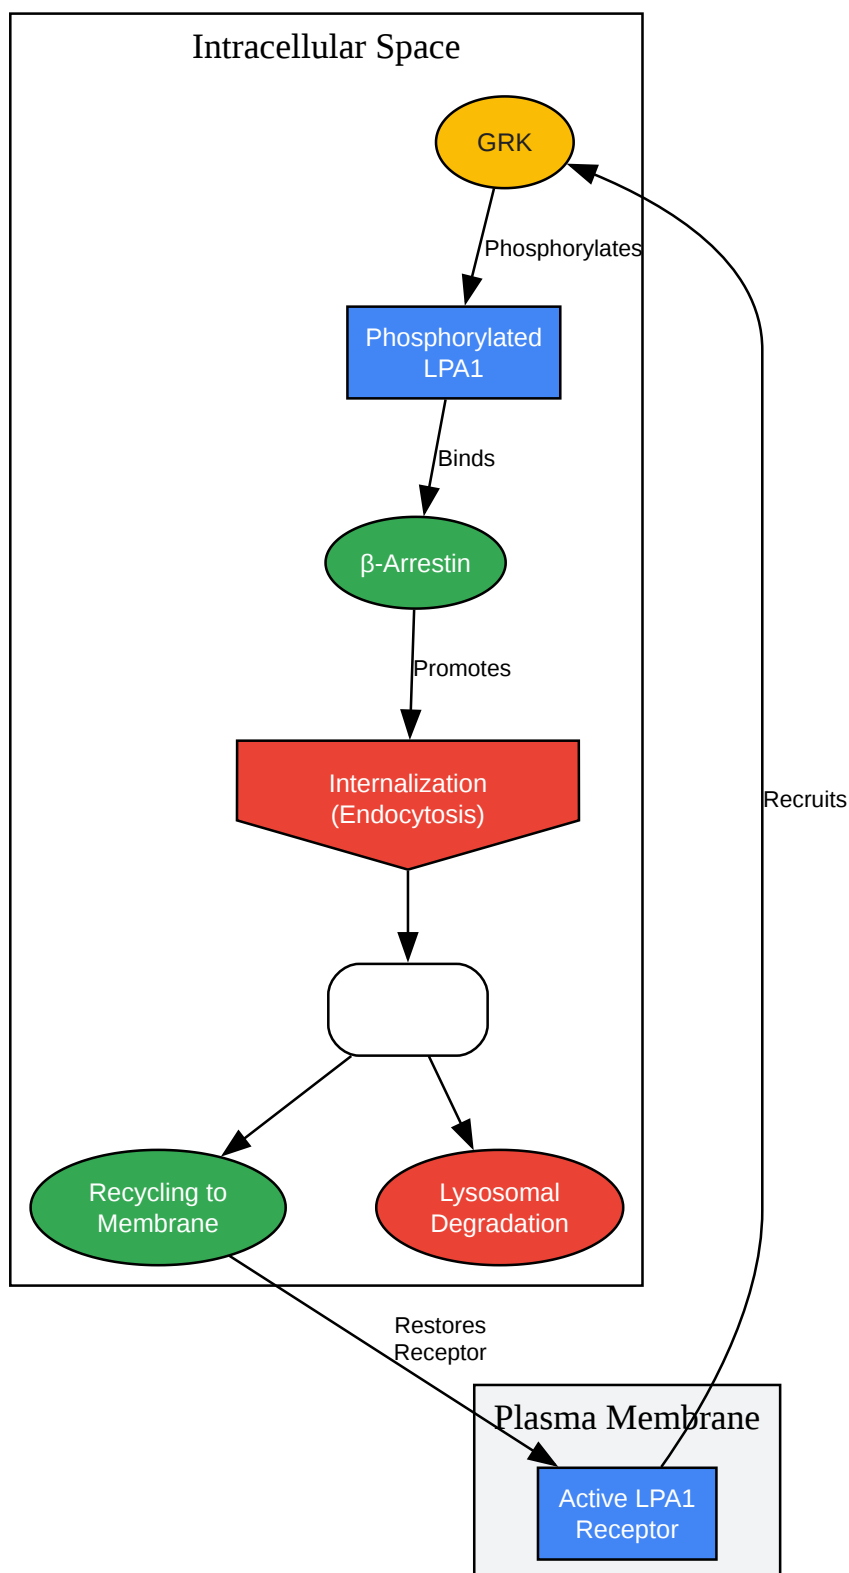 Intracellular Space
GRK
Phosphorylates
Phosphorylated
LPA1
Binds
β-Arrestin
Promotes
Internalization
(Endocytosis)
Recruits
Recycling to
Membrane
Lysosomal
Degradation
Restores
Receptor
Plasma Membrane
Active LPA1
Receptor